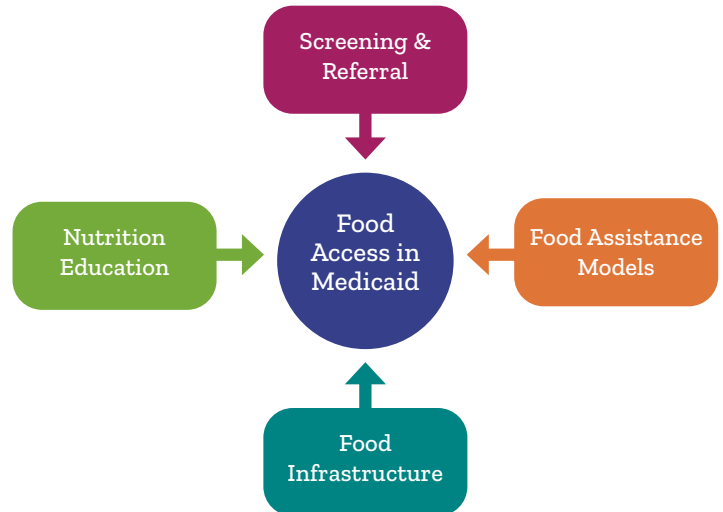 Screening &
Referral
Nutrition
Education
Food
Access in
Medicaid
Food Assistance
Models
Food
Infrastructure